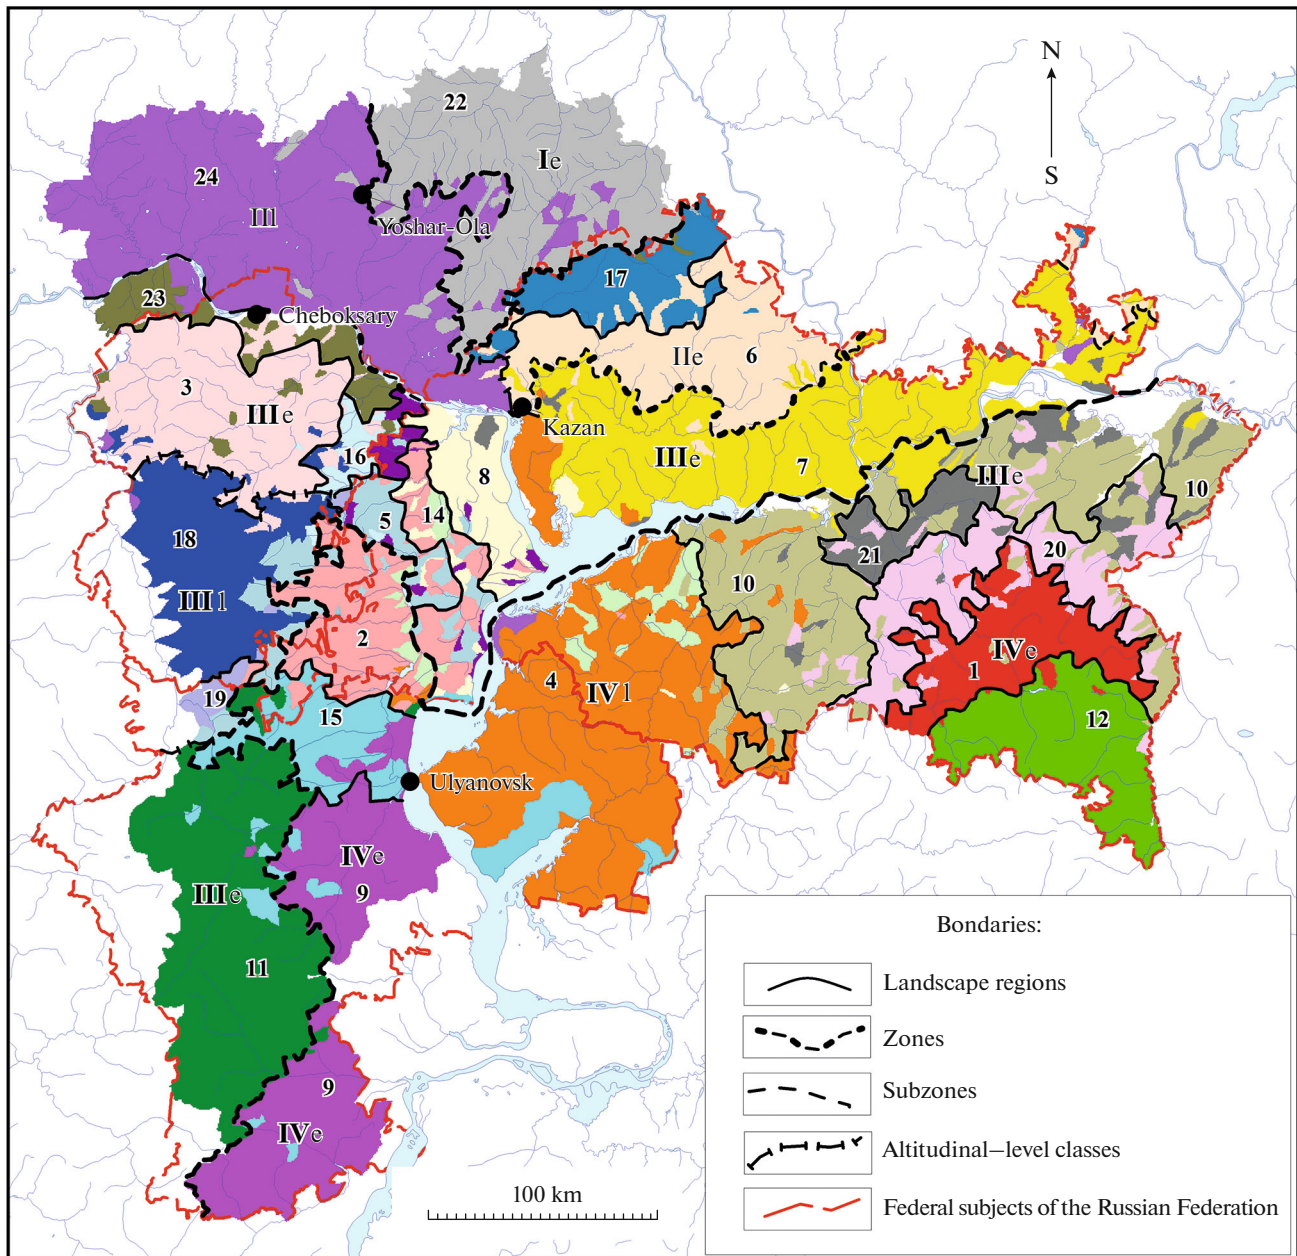 N
S
22
Ie
24
III
Yoshar-Ola
17
23
Cheboksary
IIe
6
3
IIIe
Kazan
16
8
IIIe
7
IIIe
10
5
14
18
21
20
10
III l
2
IVe
1
4
IV l
19
15
12
Ulyanovsk
IVe
9
IIIe
11
9
IVe
100 km
Bondaries:
Landscape regions
Zones
Subzones
Altitudinal–level classes
Federal subjects of the Russian Federation